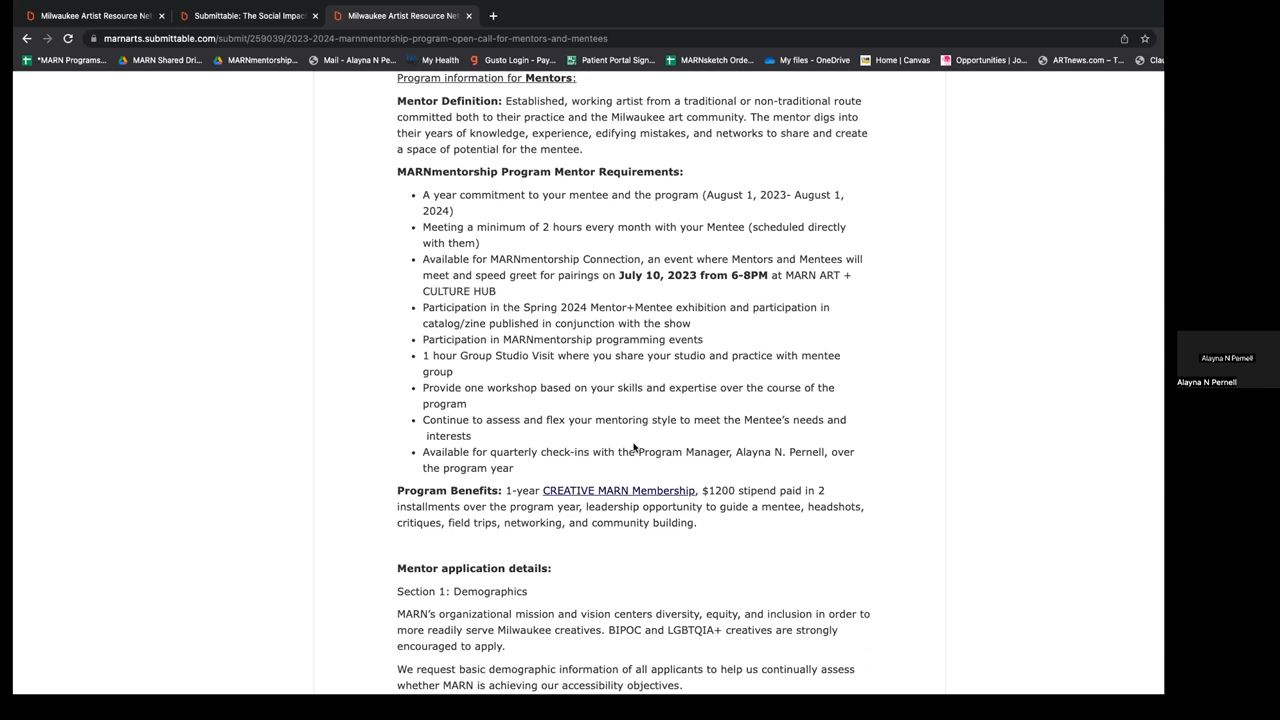 Milwaukee Artist Resource Net
Submittable: The Social Impac
Milwaukee Artist Resource Net
marnarts.submittable.com/submit/259039/2023-2024-marnmentorship-program-open-call-for-mentors-and-mentees
*MARN Programs...
MARN Shared Dri...
MARNmentorship...
Mail - Alayna N Pe...
My Health
Gusto Login - Pay...
Patient Portal Sign...
MARNsketch Orde...
My files - OneDrive
Home | Canvas
Opportunities | Jo...
ARTnews.com – T...
Clau
Program information for Mentors:
Mentor Definition: Established, working artist from a traditional or non-traditional route
committed both to their practice and the Milwaukee art community. The mentor digs into
their years of knowledge, experience, edifying mistakes, and networks to share and create
a space of potential for the mentee.
MARNmentorship Program Mentor Requirements:
• A year commitment to your mentee and the program (August 1, 2023- August 1,
2024)
• Meeting a minimum of 2 hours every month with your Mentee (scheduled directly
with them)
• Available for MARNmentorship Connection, an event where Mentors and Mentees will
meet and speed greet for pairings on July 10, 2023 from 6-8PM at MARN ART +
CULTURE HUB
• Participation in the Spring 2024 Mentor+Mentee exhibition and participation in
catalog/zine published in conjunction with the show
• Participation in MARNmentorship programming events
• 1 hour Group Studio Visit where you share your studio and practice with mentee
group
• Provide one workshop based on your skills and expertise over the course of the
program
• Continue to assess and flex your mentoring style to meet the Mentee's needs and
interests
• Available for quarterly check-ins with the Program Manager, Alayna N. Pernell, over
the program year
Program Benefits: 1-year CREATIVE MARN Membership, $1200 stipend paid in 2
installments over the program year, leadership opportunity to guide a mentee, headshots,
critiques, field trips, networking, and community building.
Mentor application details:
Section 1: Demographics
MARN's organizational mission and vision centers diversity, equity, and inclusion in order to
more readily serve Milwaukee creatives. BIPOC and LGBTQIA+ creatives are strongly
encouraged to apply.
We request basic demographic information of all applicants to help us continually assess
whether MARN is achieving our accessibility objectives.
Alayna N Pernell
Alayna N Pernell